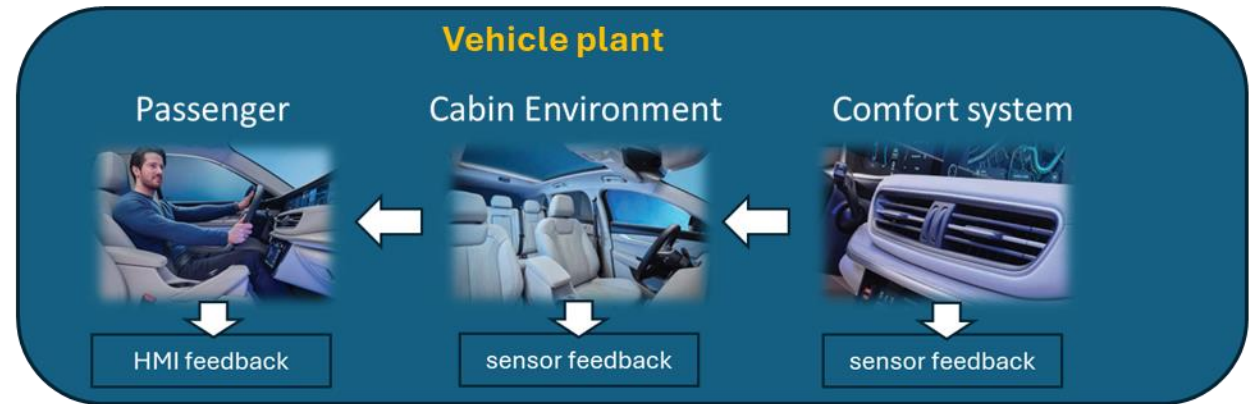 Vehicle plant
Passenger
Cabin Environment
Comfort system
HMI feedback
sensor feedback
sensor feedback